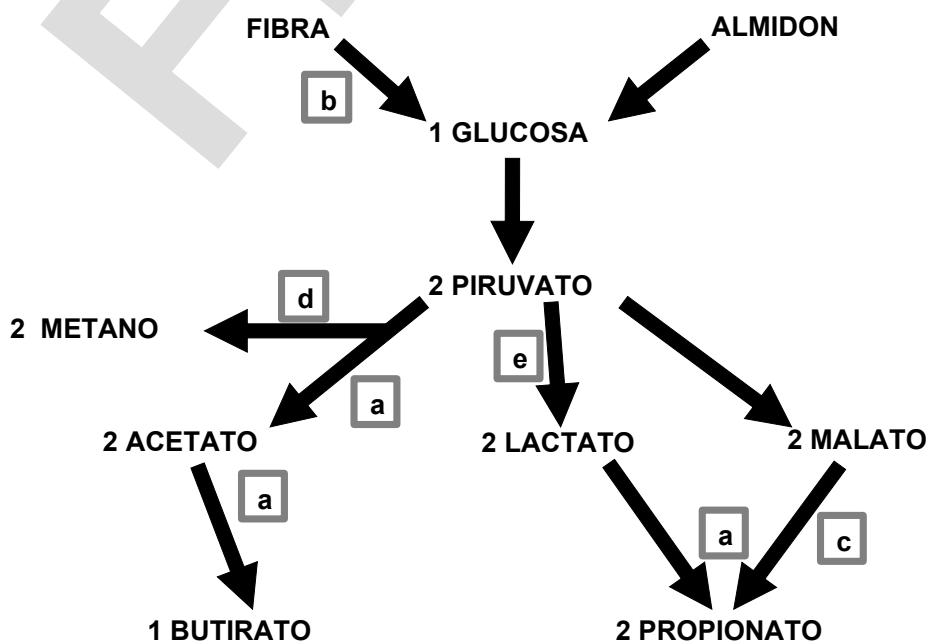 FIBRA
ALMIDON
b
1 GLUCOSA
2 PIRUVATO
d
2 METANO
e
a
2 ACETATO
2 LACTATO
2 MALATO
a
a
c
1 BUTIRATO
2 PROPIONATO